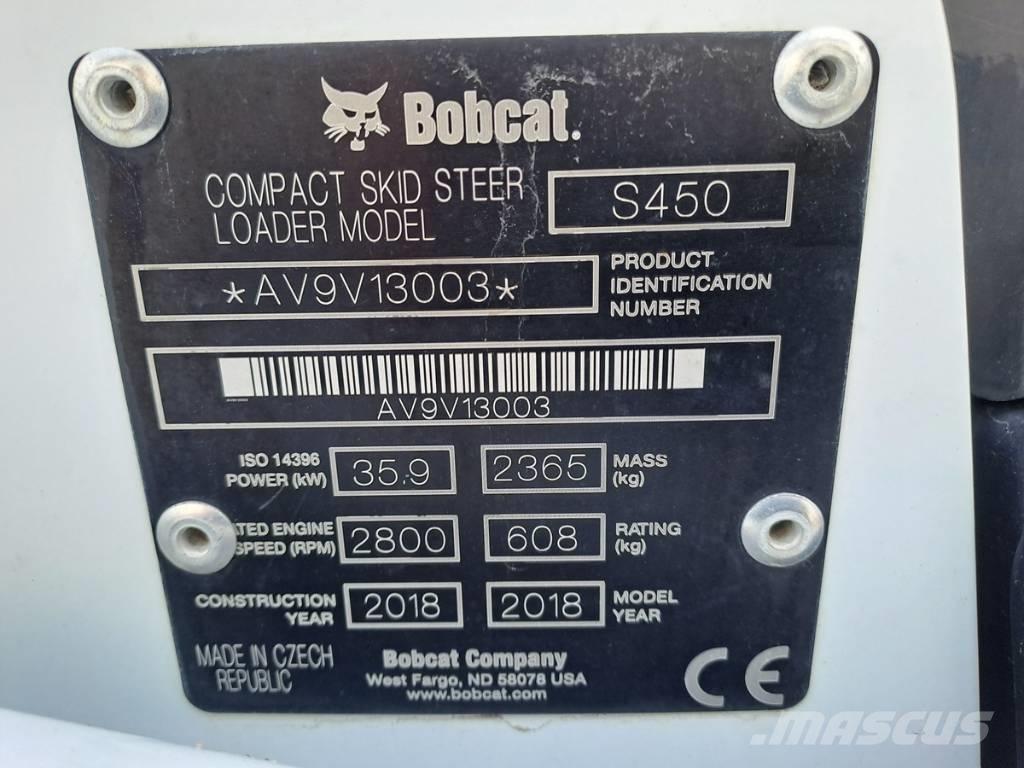 Bobcat.
COMPACT SKID STEER
LOADER MODEL
S450
*AV9V13003*
PRODUCT
IDENTIFICATION
NUMBER
AV9V13003
ISO 14396
POWER (kW)
35.9
2365
MASS
(kg)
ATED ENGINE
SPEED (RPM)
2800
608
RATING
(kg)
CONSTRUCTION
YEAR
2018
2018
MODEL
YEAR
MADE IN CZECH
REPUBLIC
Bobcat Company
West Fargo, ND 58078 USA
www.bobcat.com
CE
MASCUS